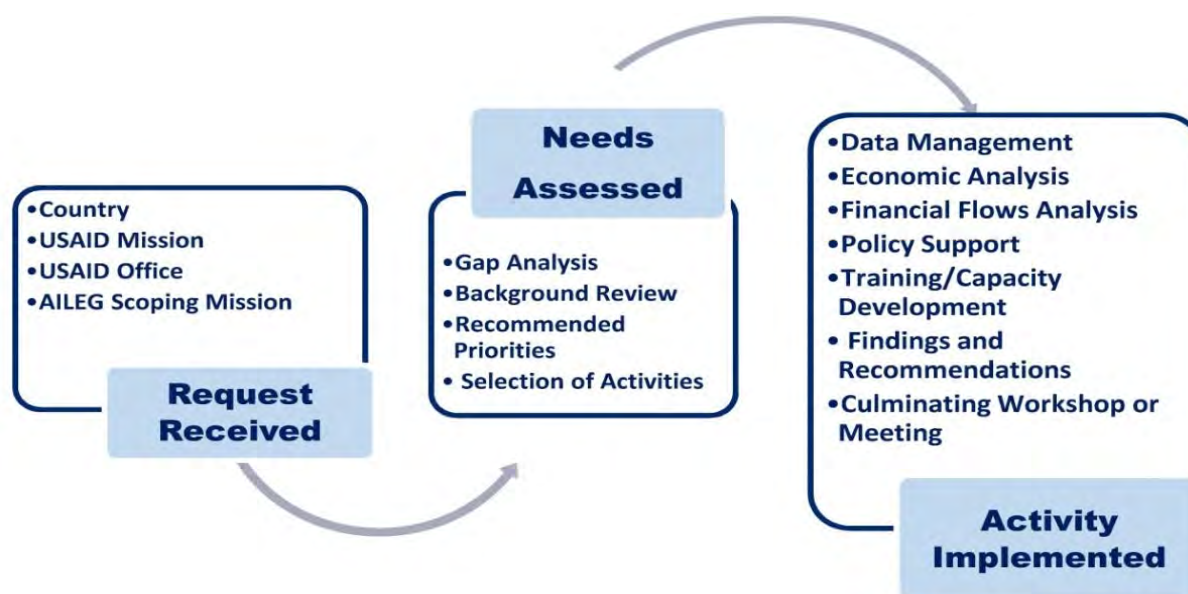 •Country
•USAID Mission
•USAID Office
•AILEG Scoping Mission
Request
Received
Needs
Assessed
•Gap Analysis
•Background Review
•Recommended
Priorities
• Selection of Activities
•Data Management
•Economic Analysis
•Financial Flows Analysis
•Policy Support
•Training/Capacity
Development
• Findings and
Recommendations
•Culminating Workshop or
Meeting
Activity
Implemented